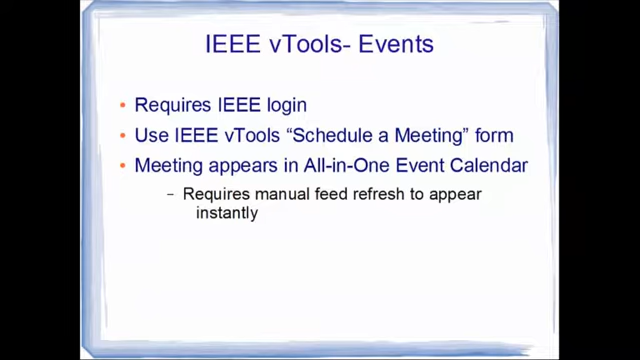 IEEE vTools- Events
• Requires IEEE login
• Use IEEE vTools “Schedule a Meeting” form
• Meeting appears in All-in-One Event Calendar
– Requires manual feed refresh to appear
instantly